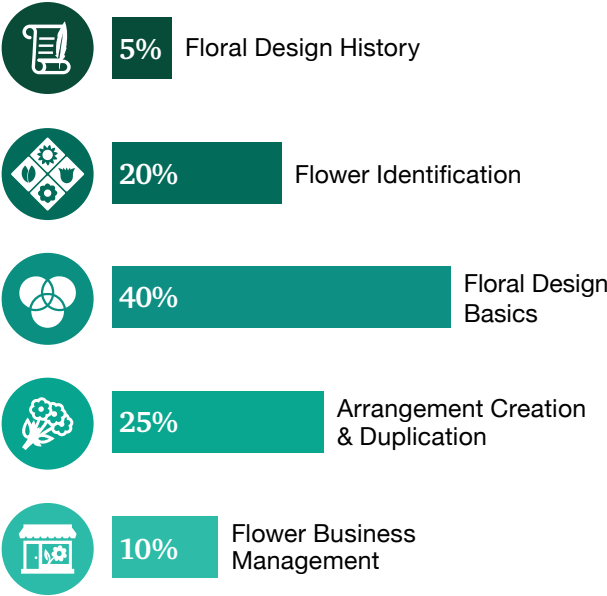 5% Floral Design History
20% Flower Identification
40% Floral Design
Basics
25% Arrangement Creation
& Duplication
10% Flower Business
Management